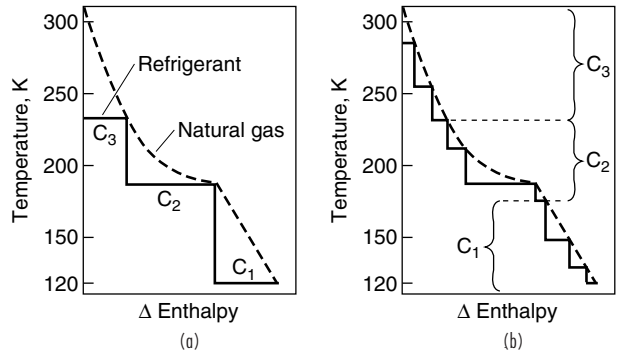 300
250
200
150
120
Temperature, K
Refrigerant
Natural gas
C3
C2
C1
Δ Enthalpy
(a)
300
250
200
150
120
Temperature, K
C3
C2
C1
Δ Enthalpy
(b)